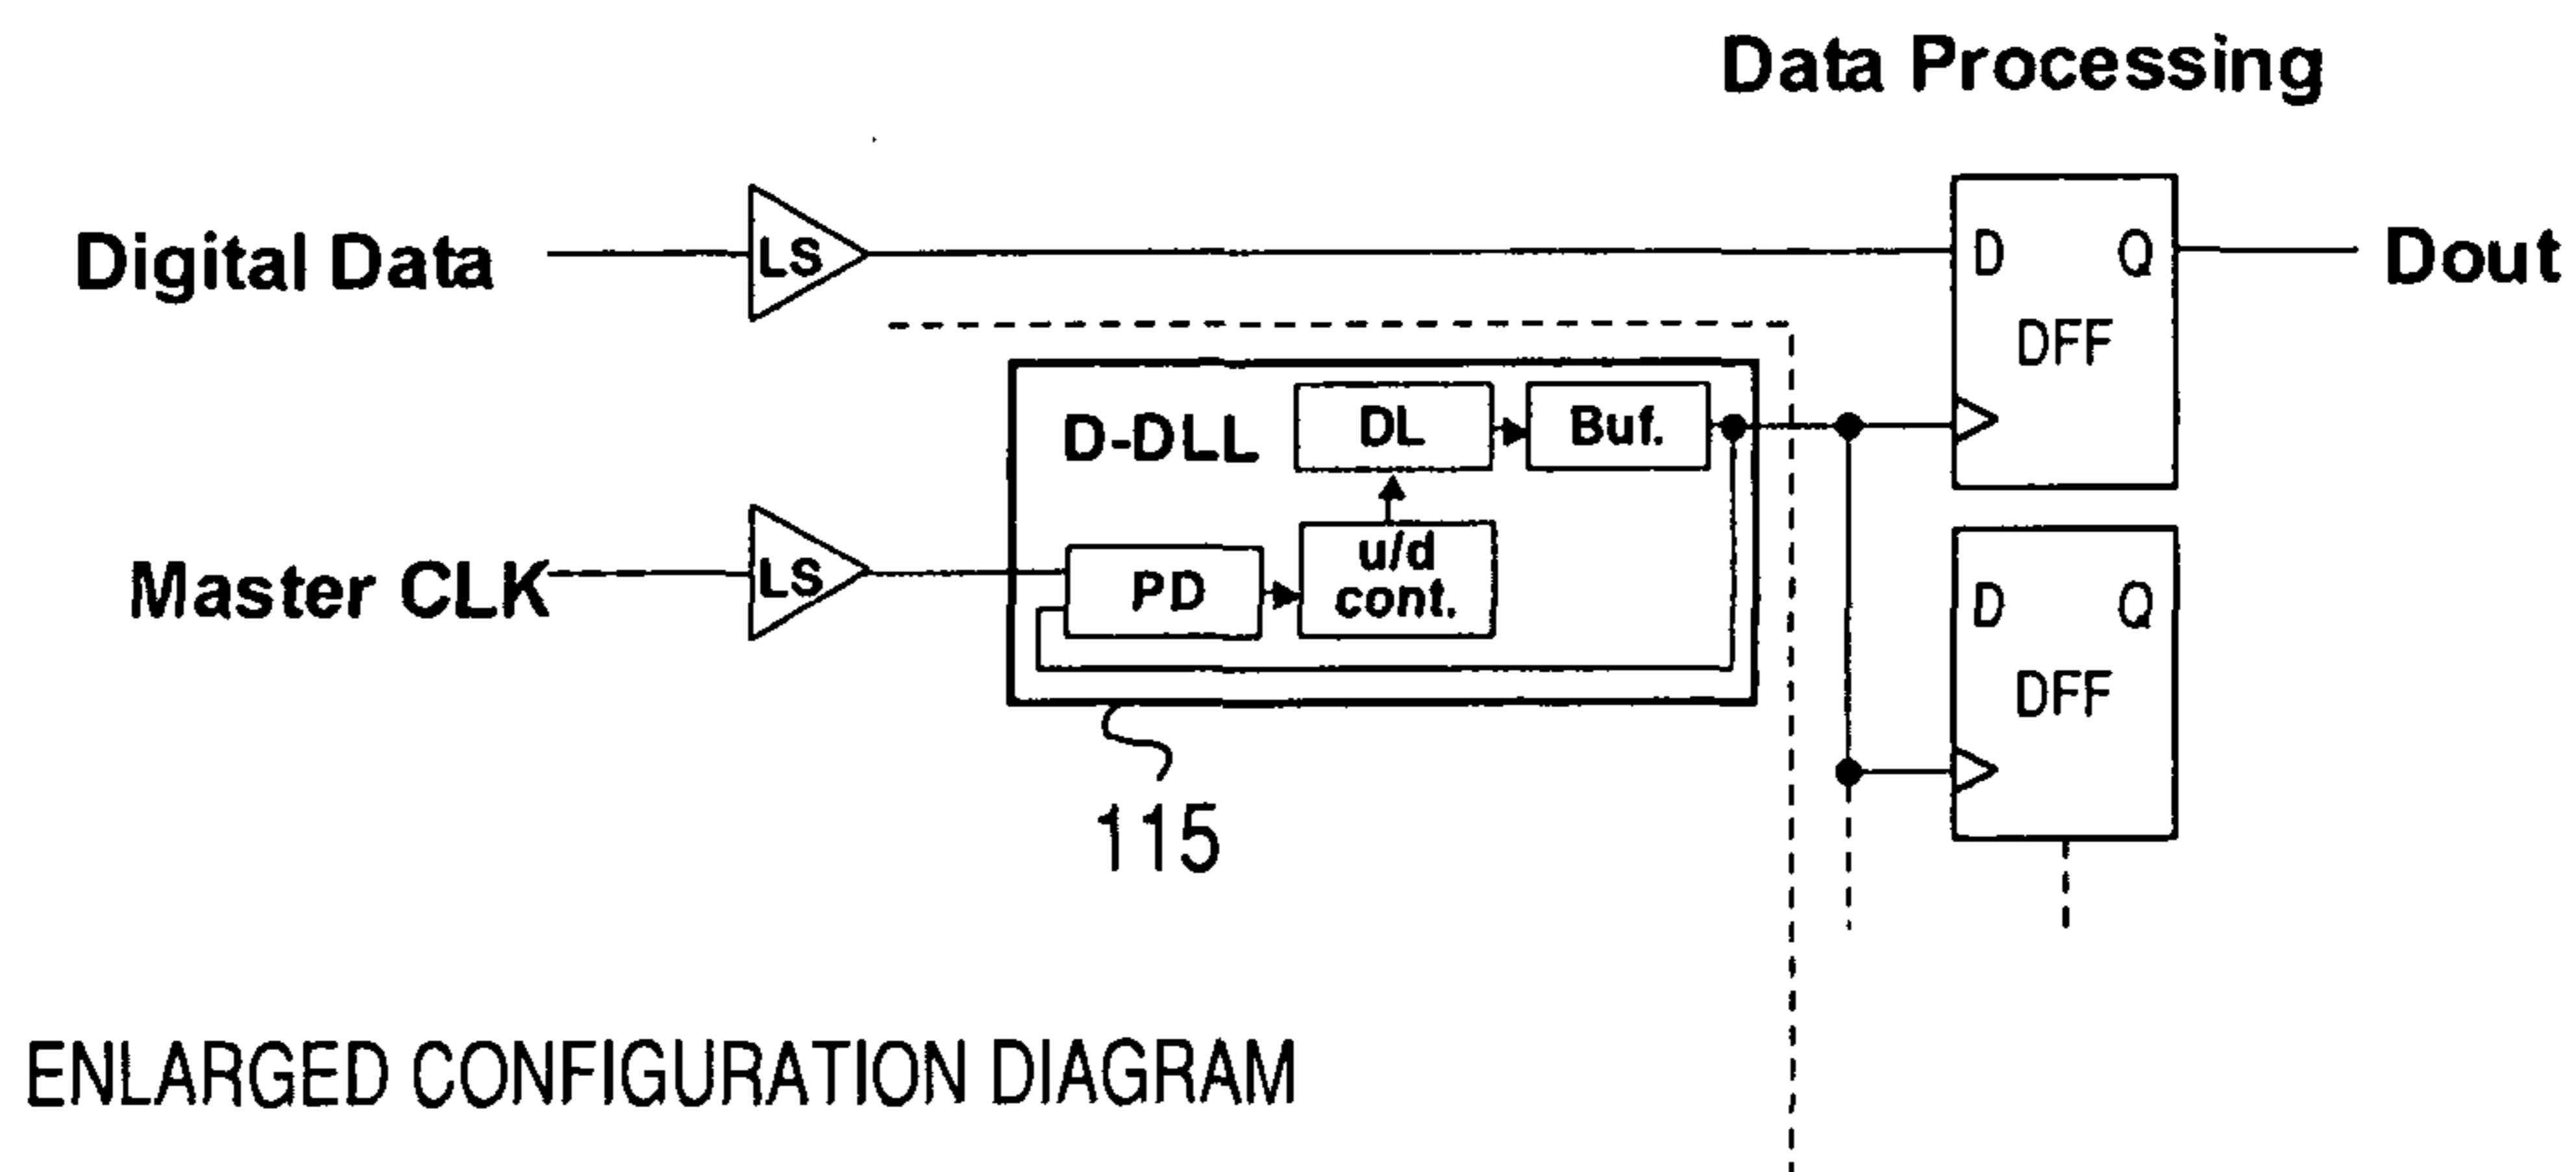 Data Processing
Digital Data
LS
D
Q
DFF
Dout
D-DLL
DL
Buf.
Master CLK
LS
PD
u/d
cont.
D
Q
DFF
115
ENLARGED CONFIGURATION DIAGRAM